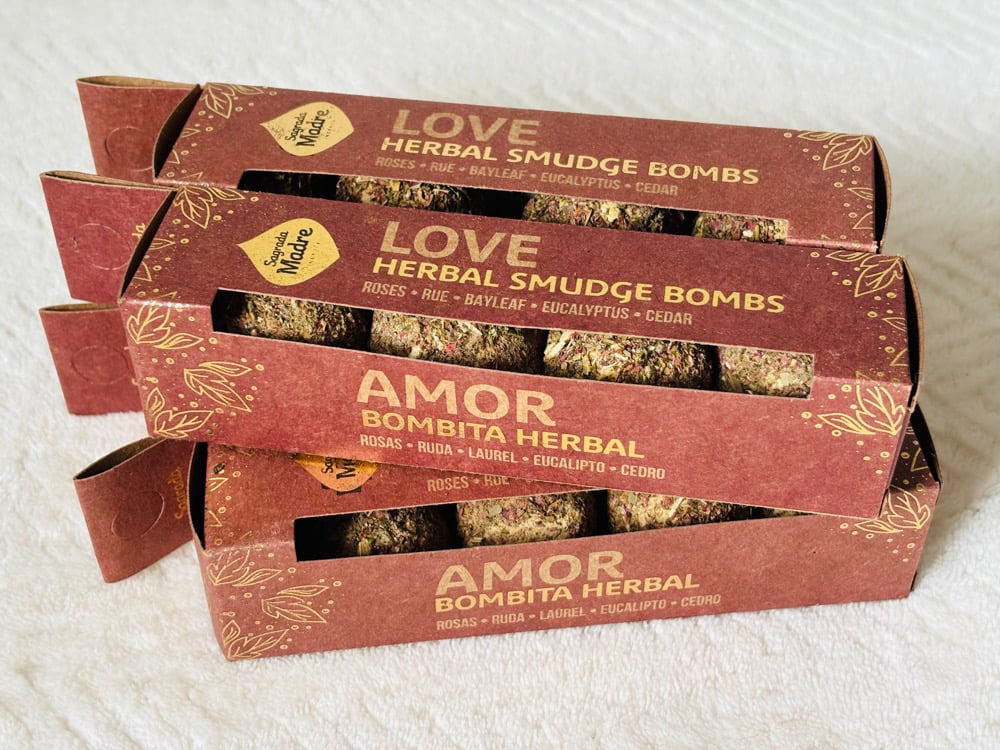 Sagrada
Madre
LOVE
HERBAL SMUDGE BOMBS
ROSES • RUE • BAYLEAF • EUCALYPTUS • CEDAR
Sagrada
Madre
LOVE
HERBAL SMUDGE BOMBS
ROSES • RUE • BAYLEAF • EUCALYPTUS • CEDAR
AMOR
BOMBITA HERBAL
ROSAS • RUDA • LAUREL • EUCALIPTO • CEDRO
ROSES • RUE
AMOR
BOMBITA HERBAL
ROSAS • RUDA • LAUREL • EUCALIPTO • CEDRO